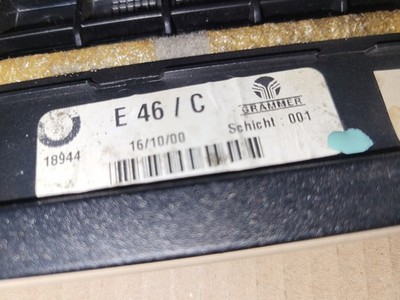 E 46 / C
GRAMMER
18944
16/10/00
Schicht : 001